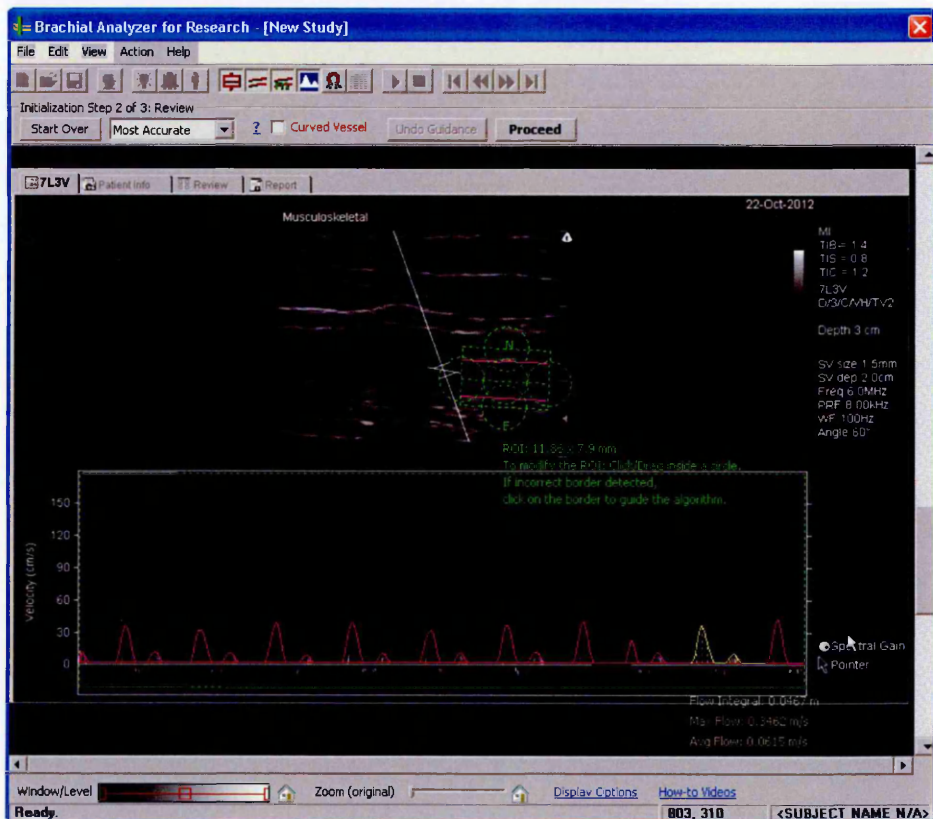 Brachial Analyzer for Research - [New Study]
File Edit View Action Help
Initialization Step 2 of 3: Review
Start Over Most Accurate ? Curved Vessel Undo Guidance Proceed
7L3V Patient Info Review Report
22-Oct-2012
Musculoskeletal
MI
TIB = 1.4
TIS = 0.8
TIC = 1.2
7L3V
D/3/C/VH/TV2
Depth 3 cm
N
F
SV size 1.5mm
SV dep 2.0cm
Freq 6.0MHz
PRF 8.00kHz
WF 100Hz
Angle 60°
ROI: 11.86 x 7.9 mm
To modify the ROI: Click/Drag inside a circle.
If incorrect border detected,
click on the border to guide the algorithm.
Velocity (cm/s)
150
120
90
60
30
0
Spectral Gain
Pointer
Flow Integral: 0.0467 m
Max Flow: 0.3462 m/s
Avg Flow: 0.0615 m/s
Window/Level Zoom (original) Display Options How-to Videos
Ready. 803, 310 <SUBJECT NAME N/A>